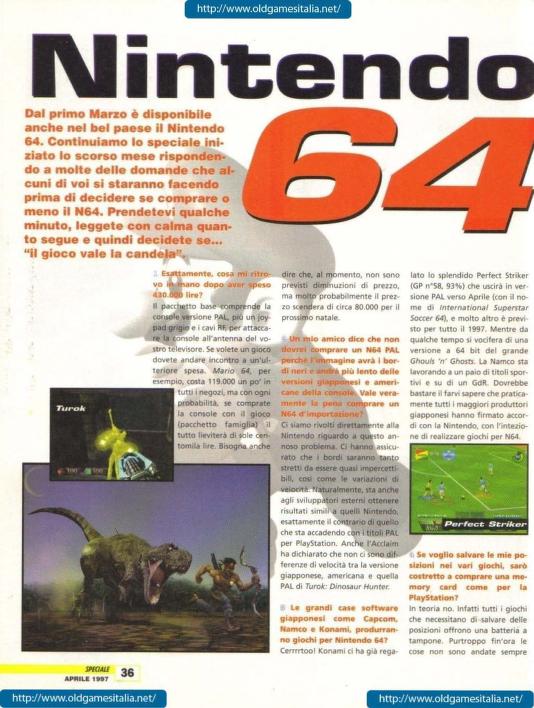 http://www.oldgamesitalia.net/
Nintendo
64
Dal primo Marzo è disponibile
anche nel bel paese il Nintendo
64. Continuiamo lo speciale ini-
ziato lo scorso mese risponden-
do a molte delle domande che al-
cuni di voi si staranno facendo
prima di decidere se comprare o
meno il N64. Prendetevi qualche
minuto, leggete con calma quan-
to segue e quindi decidete se...
"il gioco vale la candela".
Esattamente, cosa mi ritro-
vo in mano dopo aver speso
430.000 lire?
Il pacchetto base comprende la
console versione PAL, più un joy-
pad grigio e i cavi RF, per attacca-
re la console all'antenna del vo-
stro televisore. Se volete un gioco
dovete andare incontro a un'ul-
teriore spesa. Mario 64, per
esempio, costa 119.000 un po' in
tutti i negozi, ma con ogni
probabilità, se comprate
la console con il gioco
(pacchetto famiglia) il
tutto lieviterà di sole cen-
tomila lire. Bisogna anche
Turok
dire che, al momento, non sono
previsti diminuzioni di prezzo,
ma molto probabilmente il prez-
zo scenderà di circa 80.000 per il
prossimo natale.
Un mio amico dice che non
dovrei comprare un N64 PAL
perché l'immagine avrà i bor-
di neri e andrà più lento delle
versioni giapponesi e ameri-
cane della console. Vale vera-
mente la pena comprare un
N64 d'importazione?
Ci siamo rivolti direttamente alla
Nintendo riguardo a questo an-
noso problema. Ci hanno assicu-
rato che i bordi saranno tanto
stretti da essere quasi impercetti-
bili, così come le variazioni di
velocità. Naturalmente, sta anche
agli sviluppatori esterni ottenere
risultati simili a quelli Nintendo,
esattamente il contrario di quello
che sta accadendo con i titoli PAL
per PlayStation. Anche l'Acclaim
ha dichiarato che non ci sono dif-
ferenze di velocità tra la versione
giapponese, americana e quella
PAL di Turok: Dinosaur Hunter.
Le grandi case software
giapponesi come Capcom,
Namco e Konami, produrran-
no giochi per Nintendo 64?
Cerrrtoo! Konami ci ha già rega-
lato lo splendido Perfect Striker
(GP n°58, 93%) che uscirà in ver-
sione PAL verso Aprile (con il no-
me di International Superstar
Soccer 64), e molto altro è previ-
sto per tutto il 1997. Mentre da
qualche tempo si vocifera di una
versione a 64 bit del grande
Ghouls 'n' Ghosts. La Namco sta
lavorando a un paio di titoli spor-
tivi e su di un GdR. Dovrebbe
bastare il farvi sapere che pratica-
mente tutti i maggiori produttori
giapponesi hanno firmato accor-
di con la Nintendo, con l'intezio-
ne di realizzare giochi per N64.
Perfect Striker
Se voglio salvare le mie po-
sizioni nei vari giochi, sarò
costretto a comprare una me-
mory card come per la
PlayStation?
In teoria no. Infatti tutti i giochi
che necessitano di salvare delle
posizioni offrono una batteria a
tampone. Purtroppo fin'ora le
cose non sono andate sempre
SPECIALE
APRILE 1997
36
http://www.oldgamesitalia.net/
http://www.oldgamesitalia.net/